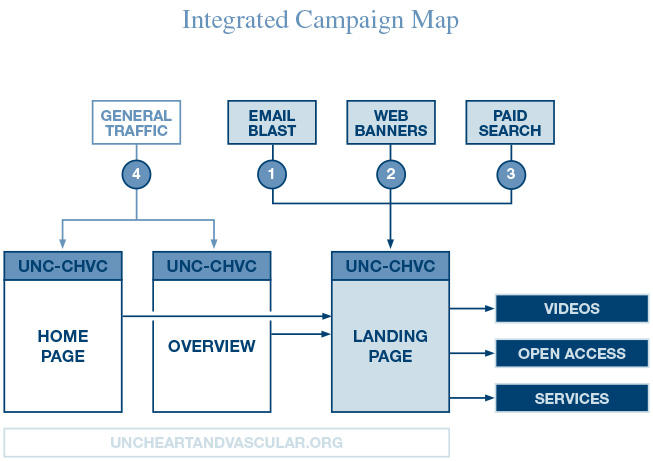 Integrated Campaign Map
GENERAL
TRAFFIC
EMAIL
BLAST
WEB
BANNERS
PAID
SEARCH
4
1
2
3
UNC-CHVC
UNC-CHVC
UNC-CHVC
HOME
PAGE
OVERVIEW
LANDING
PAGE
VIDEOS
OPEN ACCESS
SERVICES
UNCHEARTANDVASCULAR.ORG